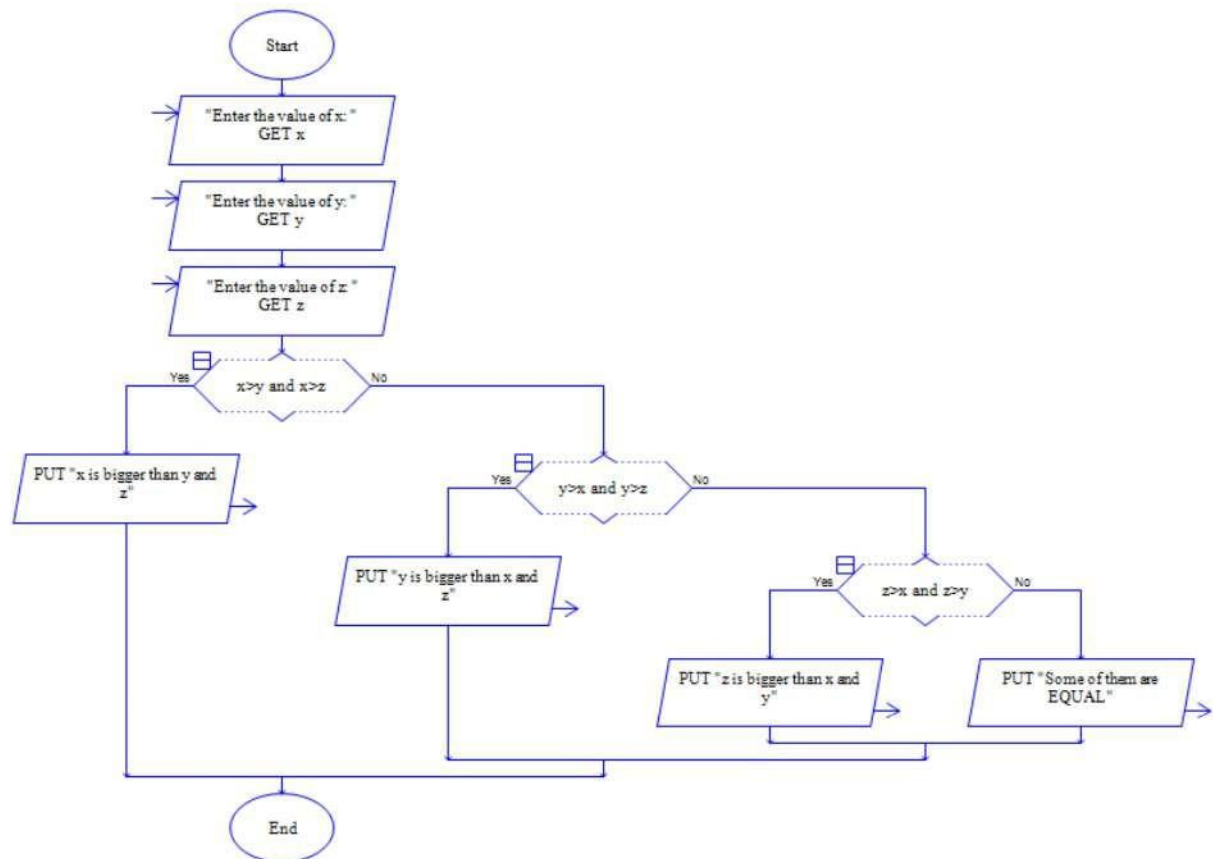 Start
"Enter the value of x: "
GET x
"Enter the value of y: "
GET y
"Enter the value of z: "
GET z
x>y and x>z
Yes
No
PUT "x is bigger than y and
z"
y>x and y>z
Yes
No
PUT "y is bigger than x and
z"
z>x and z>y
Yes
No
PUT "z is bigger than x and
y"
PUT "Some of them are
EQUAL"
End